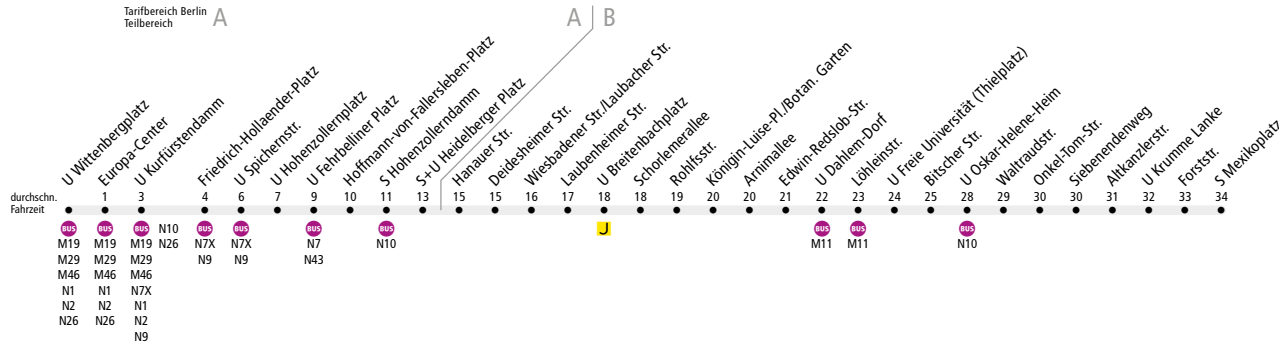 Tarifbereich Berlin
Teilbereich
A
A
B
U Wittenbergplatz
Europa-Center
U Kurfürstendamm
Friedrich-Hollaender-Platz
U Spichernstr.
U Hohenzollernplatz
U Fehrbelliner Platz
Hoffmann-von-Fallersleben-Platz
S Hohenzollerndamm
S+U Heidelberger Platz
Hanauer Str.
Deidesheimer Str.
Wiesbadener Str./Laubacher Str.
Laubenheimer Str.
U Breitenbachplatz
Schorlemerallee
Rohlfsstr.
Königin-Luise-Pl./Botan. Garten
Arnimallee
Edwin-Redslob-Str.
U Dahlem-Dorf
Löhleinstr.
U Freie Universität (Thielplatz)
Bitscher Str.
U Oskar-Helene-Heim
Waltraudstr.
Onkel-Tom-Str.
Siebenendenweg
Altkanzlerstr.
U Krumme Lanke
Forststr.
S Mexikoplatz
durchschn. 1 3 4 6 7 9 10 11 13 15 15 16 17 18 18 19 20 20 21 22 23 24 25 28 29 30 30 31 32 33 34
Fahrzeit
BUS BUS BUS N10 BUS BUS BUS BUS J BUS BUS BUS
M19 M19 M19 N26 N7X N7X N7 N10 M11 M11 N10
M29 M29 M29 N9 N9 N43
M46 M46 M46
N1 N1 N7X
N2 N2 N1
N26 N26 N2
N9